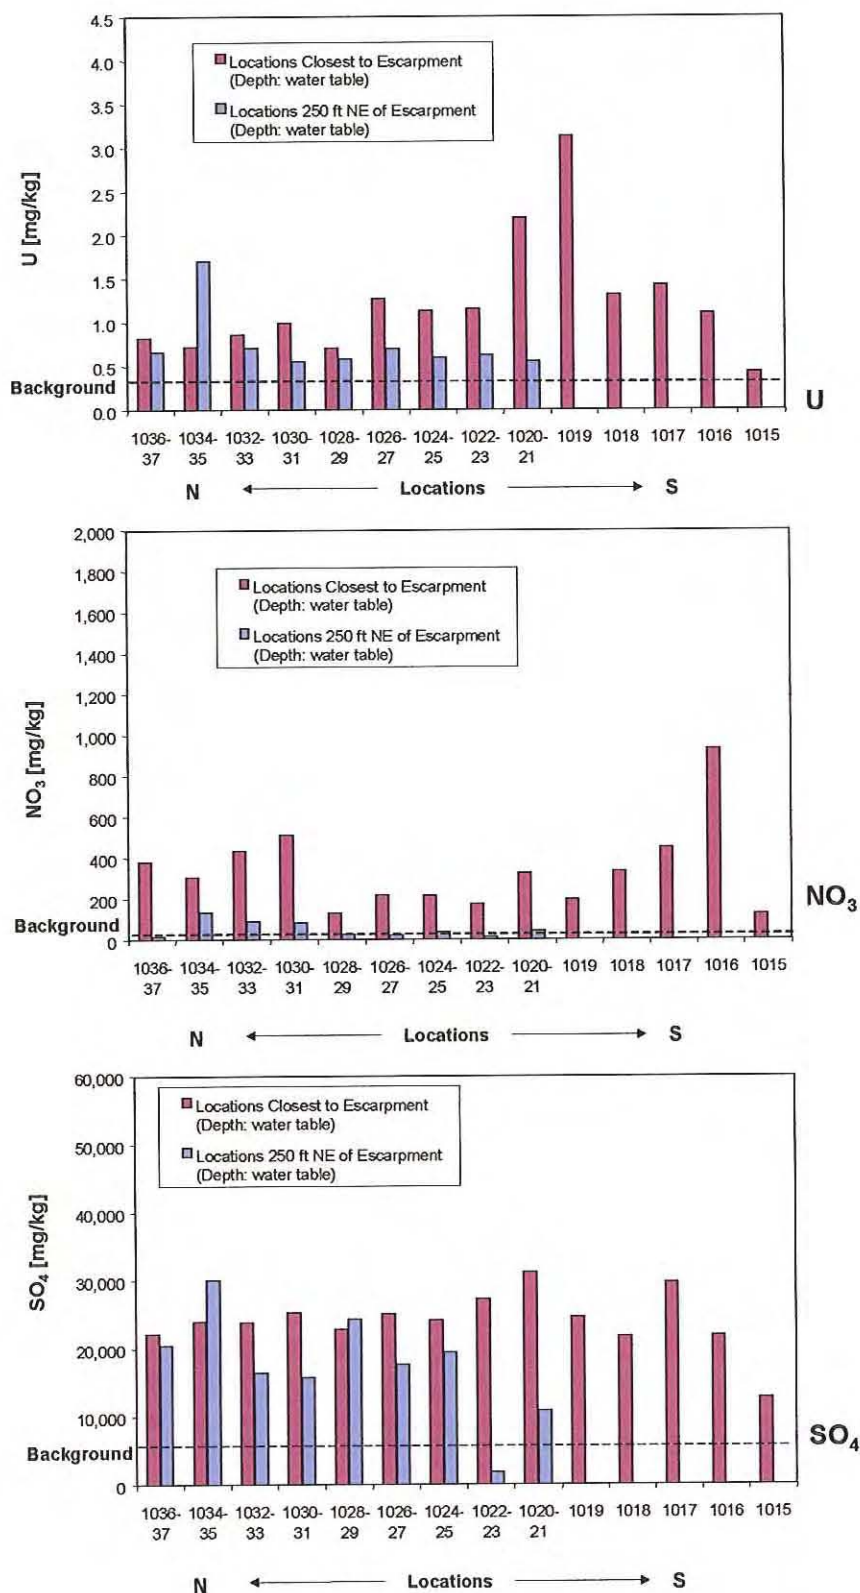 4.5
4.0
3.5
3.0
2.5
2.0
1.5
1.0
0.5
0.0
U [mg/kg]
Locations Closest to Escarpment
(Depth: water table)
Locations 250 ft NE of Escarpment
(Depth: water table)
Background
U
1036-37 1034-35 1032-33 1030-31 1028-29 1026-27 1024-25 1022-23 1020-21 1019 1018 1017 1016 1015
N Locations S
2,000
1,800
1,600
1,400
1,200
1,000
800
600
400
200
0
NO3 [mg/kg]
Locations Closest to Escarpment
(Depth: water table)
Locations 250 ft NE of Escarpment
(Depth: water table)
Background
NO3
1036-37 1034-35 1032-33 1030-31 1028-29 1026-27 1024-25 1022-23 1020-21 1019 1018 1017 1016 1015
N Locations S
60,000
50,000
40,000
30,000
20,000
10,000
0
SO4 [mg/kg]
Locations Closest to Escarpment
(Depth: water table)
Locations 250 ft NE of Escarpment
(Depth: water table)
Background
SO4
1036-37 1034-35 1032-33 1030-31 1028-29 1026-27 1024-25 1022-23 1020-21 1019 1018 1017 1016 1015
N Locations S